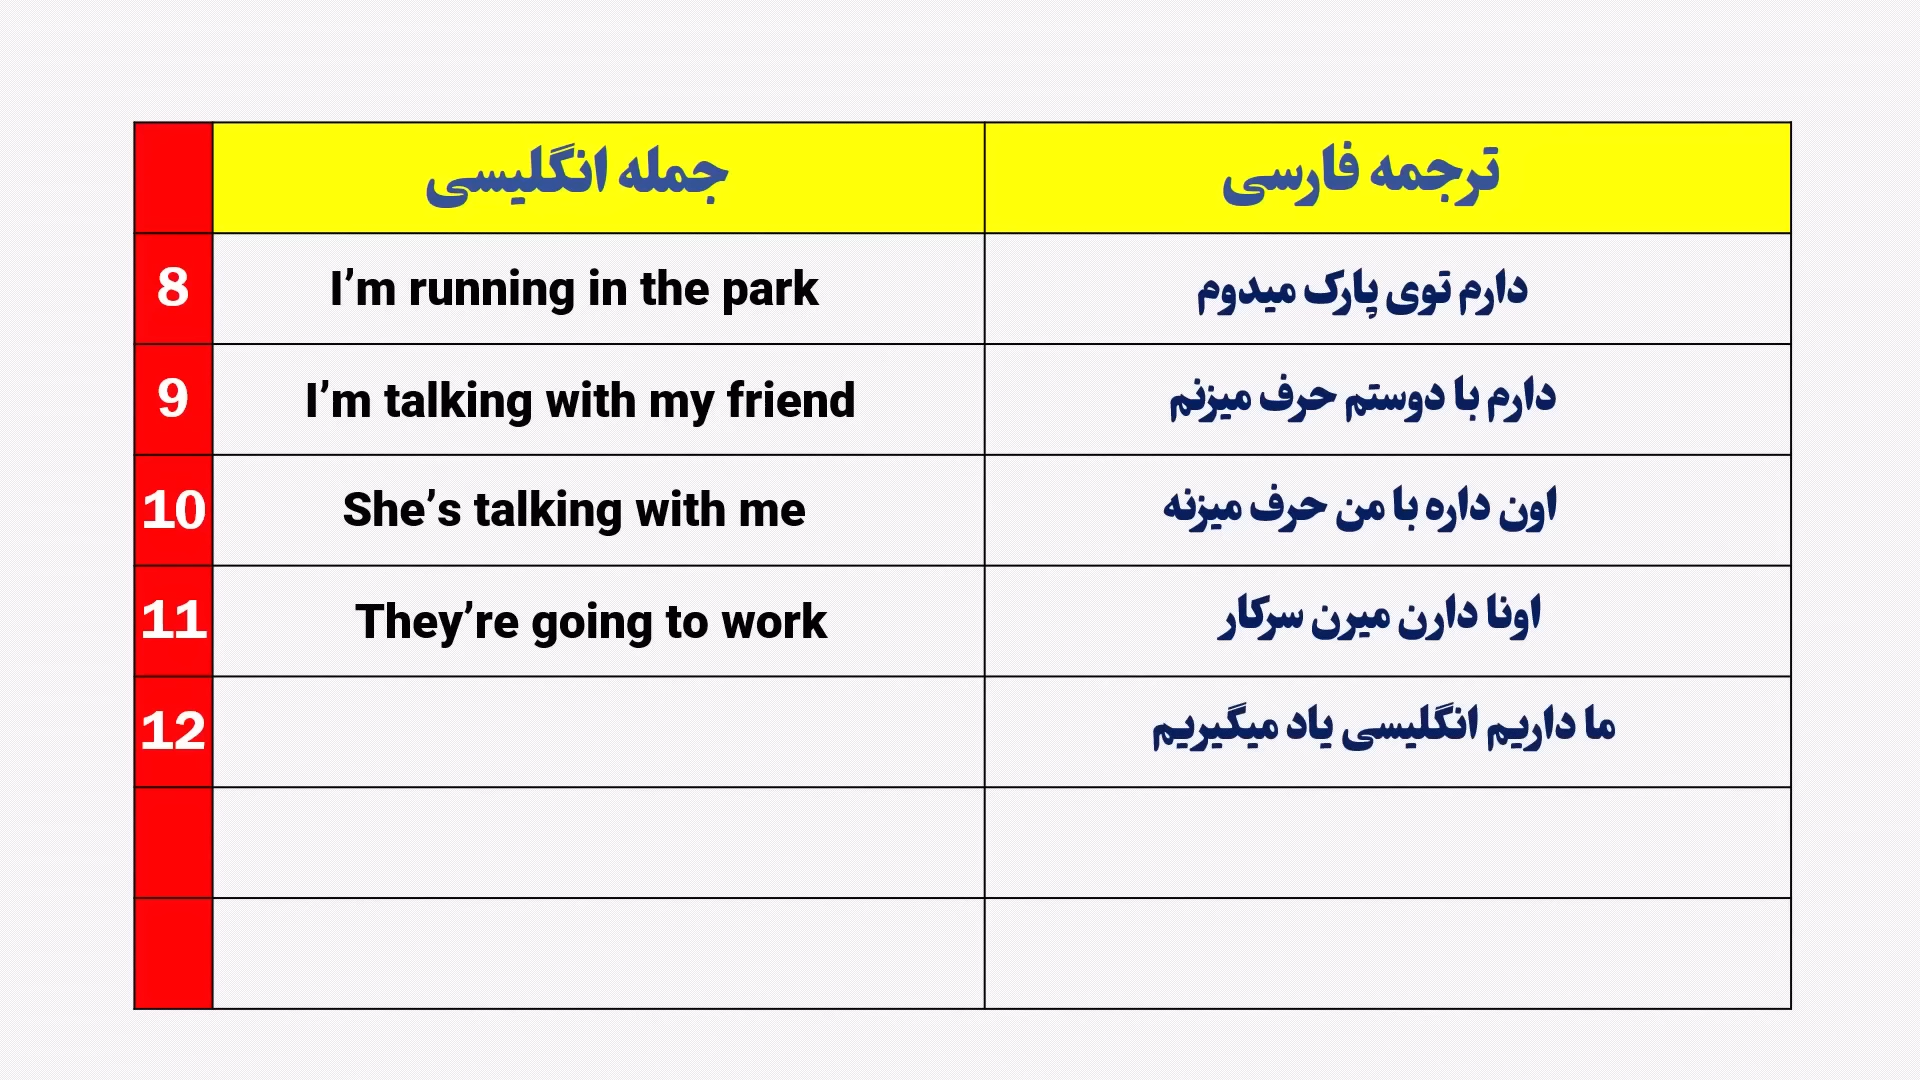 جمله انگلیسی ترجمه فارسی
8 I’m running in the park دارم توی پارک میدوم
9 I’m talking with my friend دارم با دوستم حرف میزنم
10 She’s talking with me اون داره با من حرف میزنه
11 They’re going to work اونا دارن میرن سرکار
12 ما داریم انگلیسی یاد میگیریم